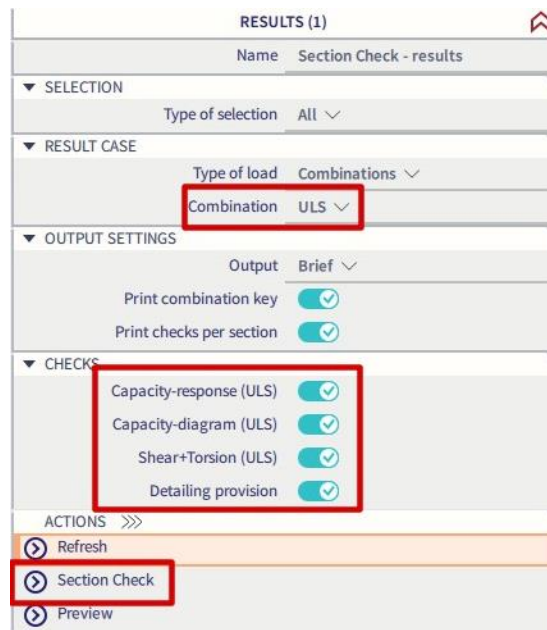 RESULTS (1)
Name Section Check - results
SELECTION
Type of selection All
RESULT CASE
Type of load Combinations
Combination ULS
OUTPUT SETTINGS
Output Brief
Print combination key
Print checks per section
CHECKS
Capacity-response (ULS)
Capacity-diagram (ULS)
Shear+Torsion (ULS)
Detailing provision
ACTIONS >>>
Refresh
Section Check
Preview